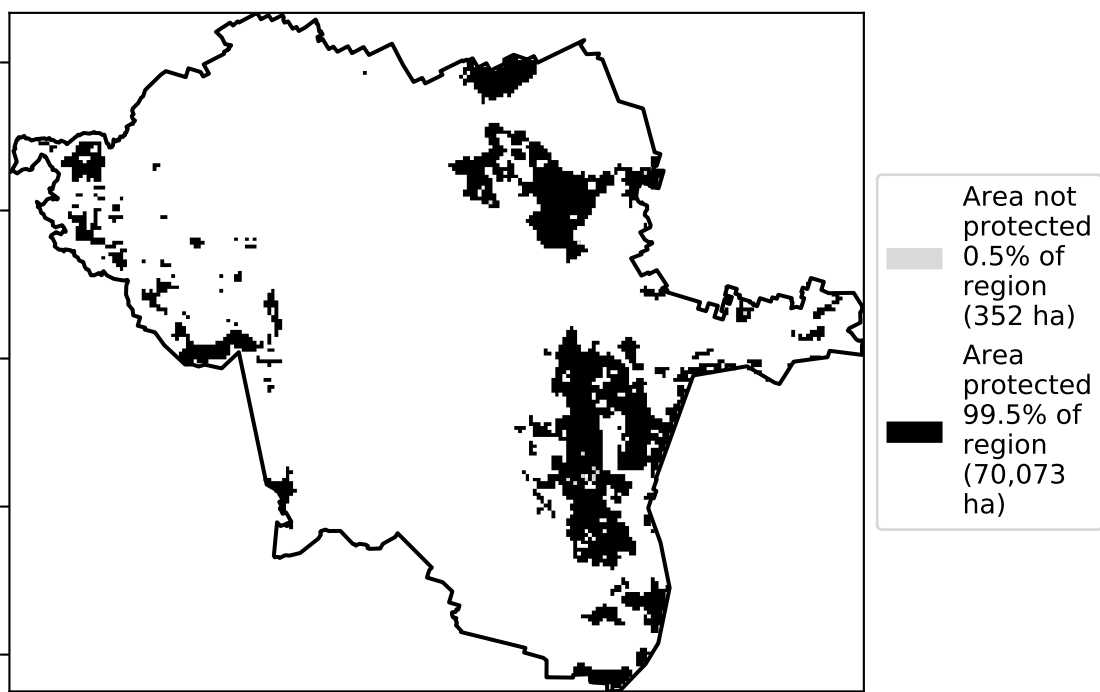 Area not
protected
0.5% of
region
(352 ha)
Area
protected
99.5% of
region
(70,073
ha)